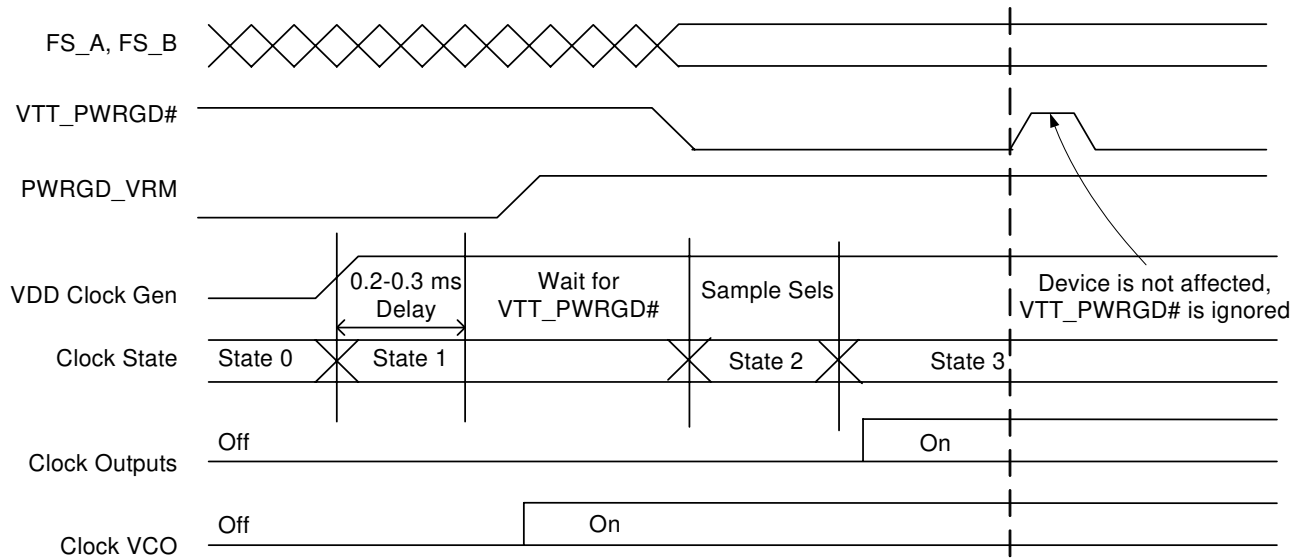 FS_A, FS_B
VTT_PWRGD#
PWRGD_VRM
VDD Clock Gen
0.2-0.3 ms
Delay
Wait for
VTT_PWRGD#
Sample Sels
Device is not affected,
VTT_PWRGD# is ignored
Clock State
State 0
State 1
State 2
State 3
Clock Outputs
Off
On
Clock VCO
Off
On